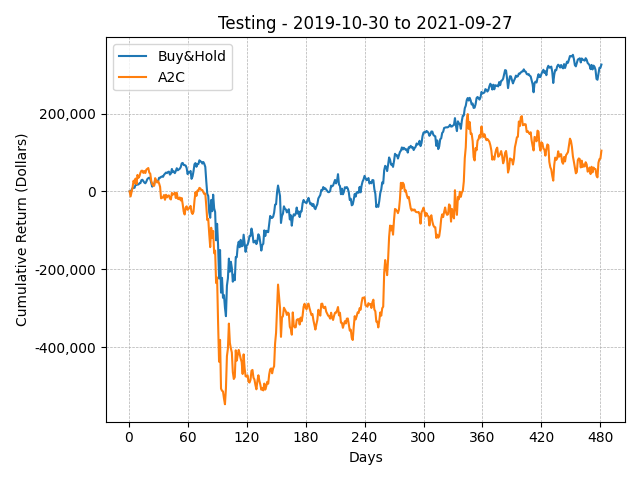 Testing - 2019-10-30 to 2021-09-27
Buy&Hold
A2C
Cumulative Return (Dollars)
200,000
0
-200,000
-400,000
0 60 120 180 240 300 360 420 480
Days